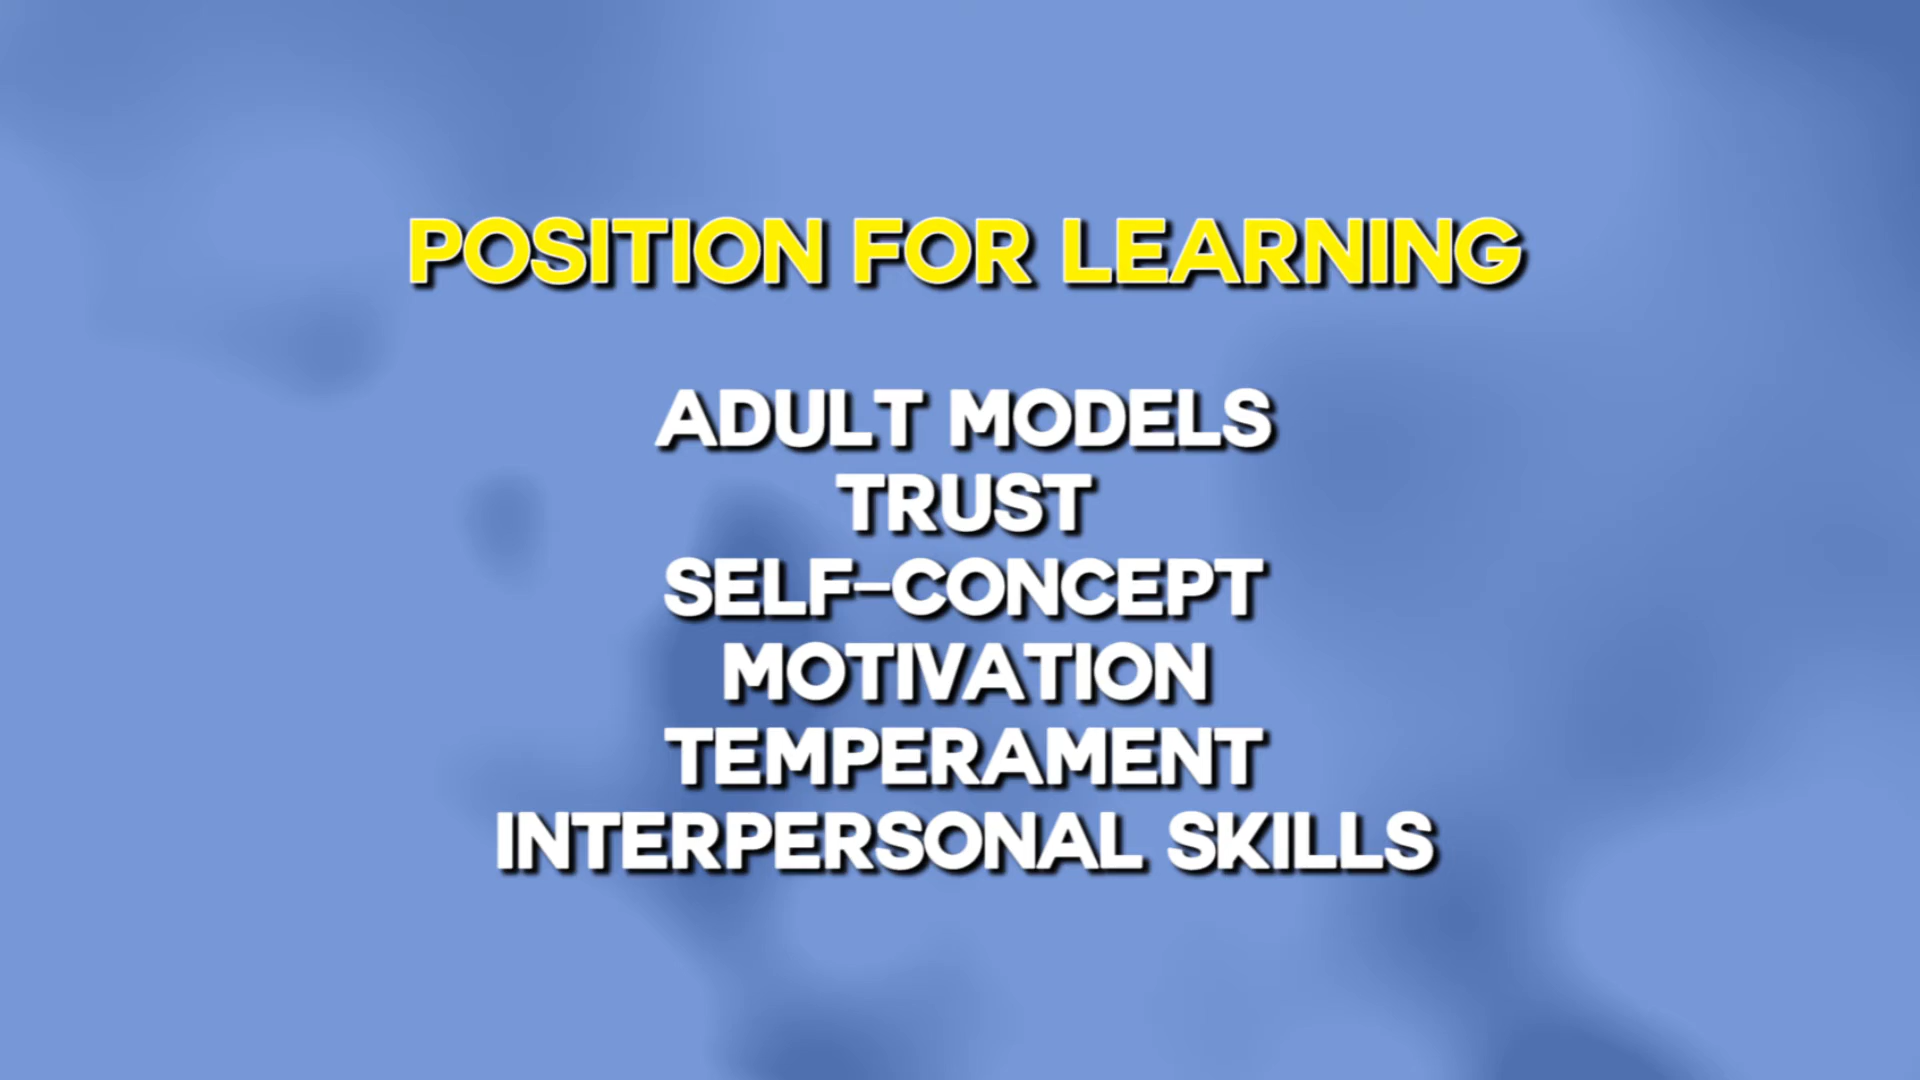 POSITION FOR LEARNING
ADULT MODELS
TRUST
SELF-CONCEPT
MOTIVATION
TEMPERAMENT
INTERPERSONAL SKILLS